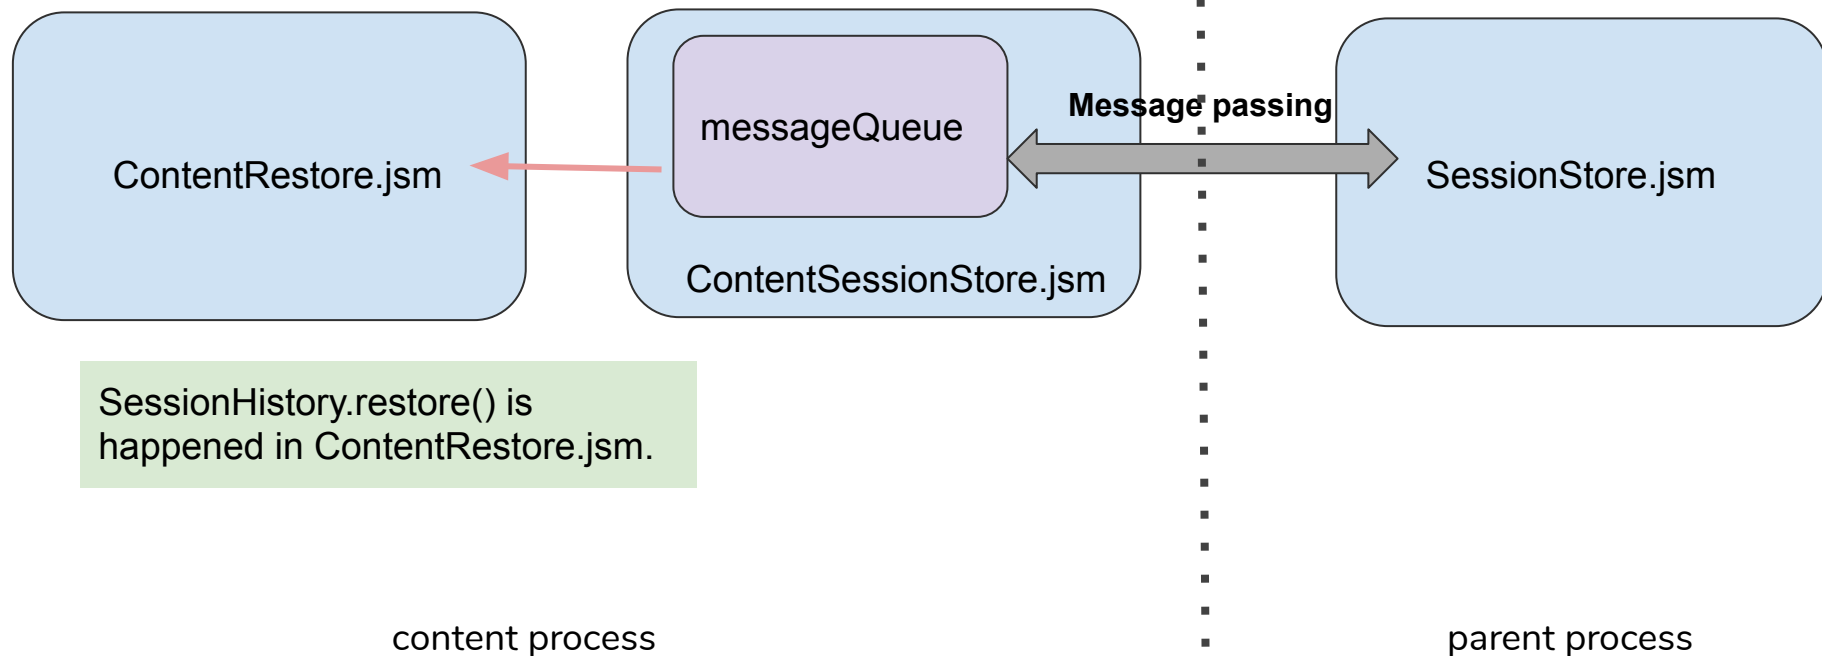 ContentRestore.jsm
messageQueue
ContentSessionStore.jsm
Message passing
SessionStore.jsm
SessionHistory.restore() is
happened in ContentRestore.jsm.
content process
parent process